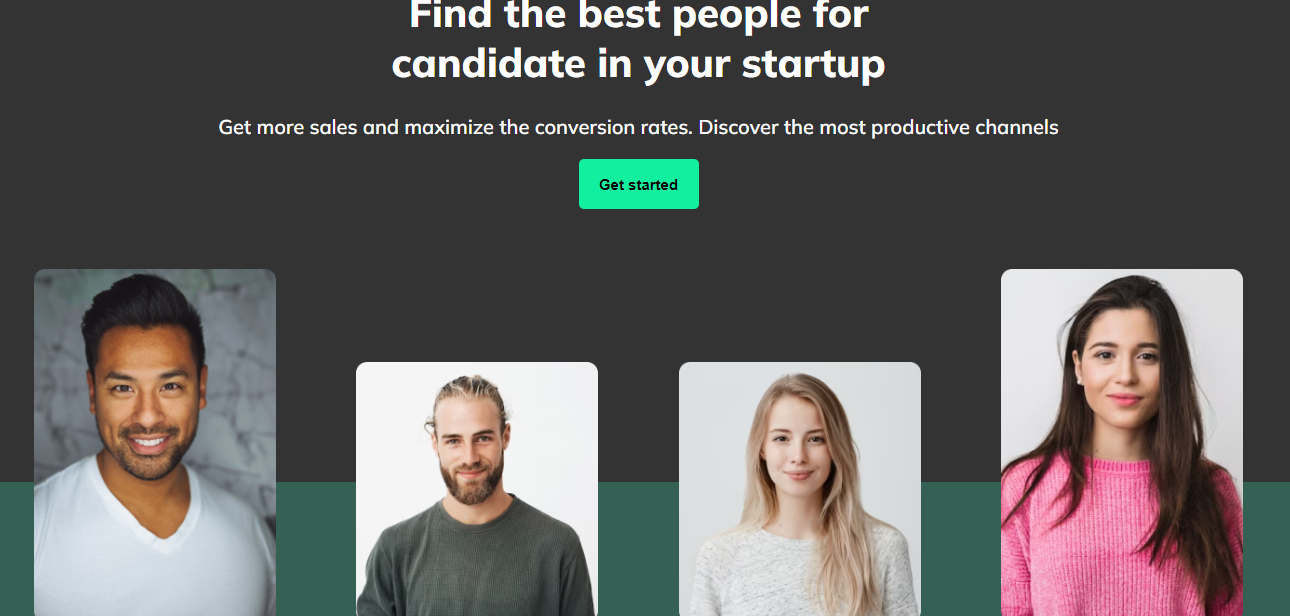 Find the best people for
candidate in your startup
Get more sales and maximize the conversion rates. Discover the most productive channels
Get started